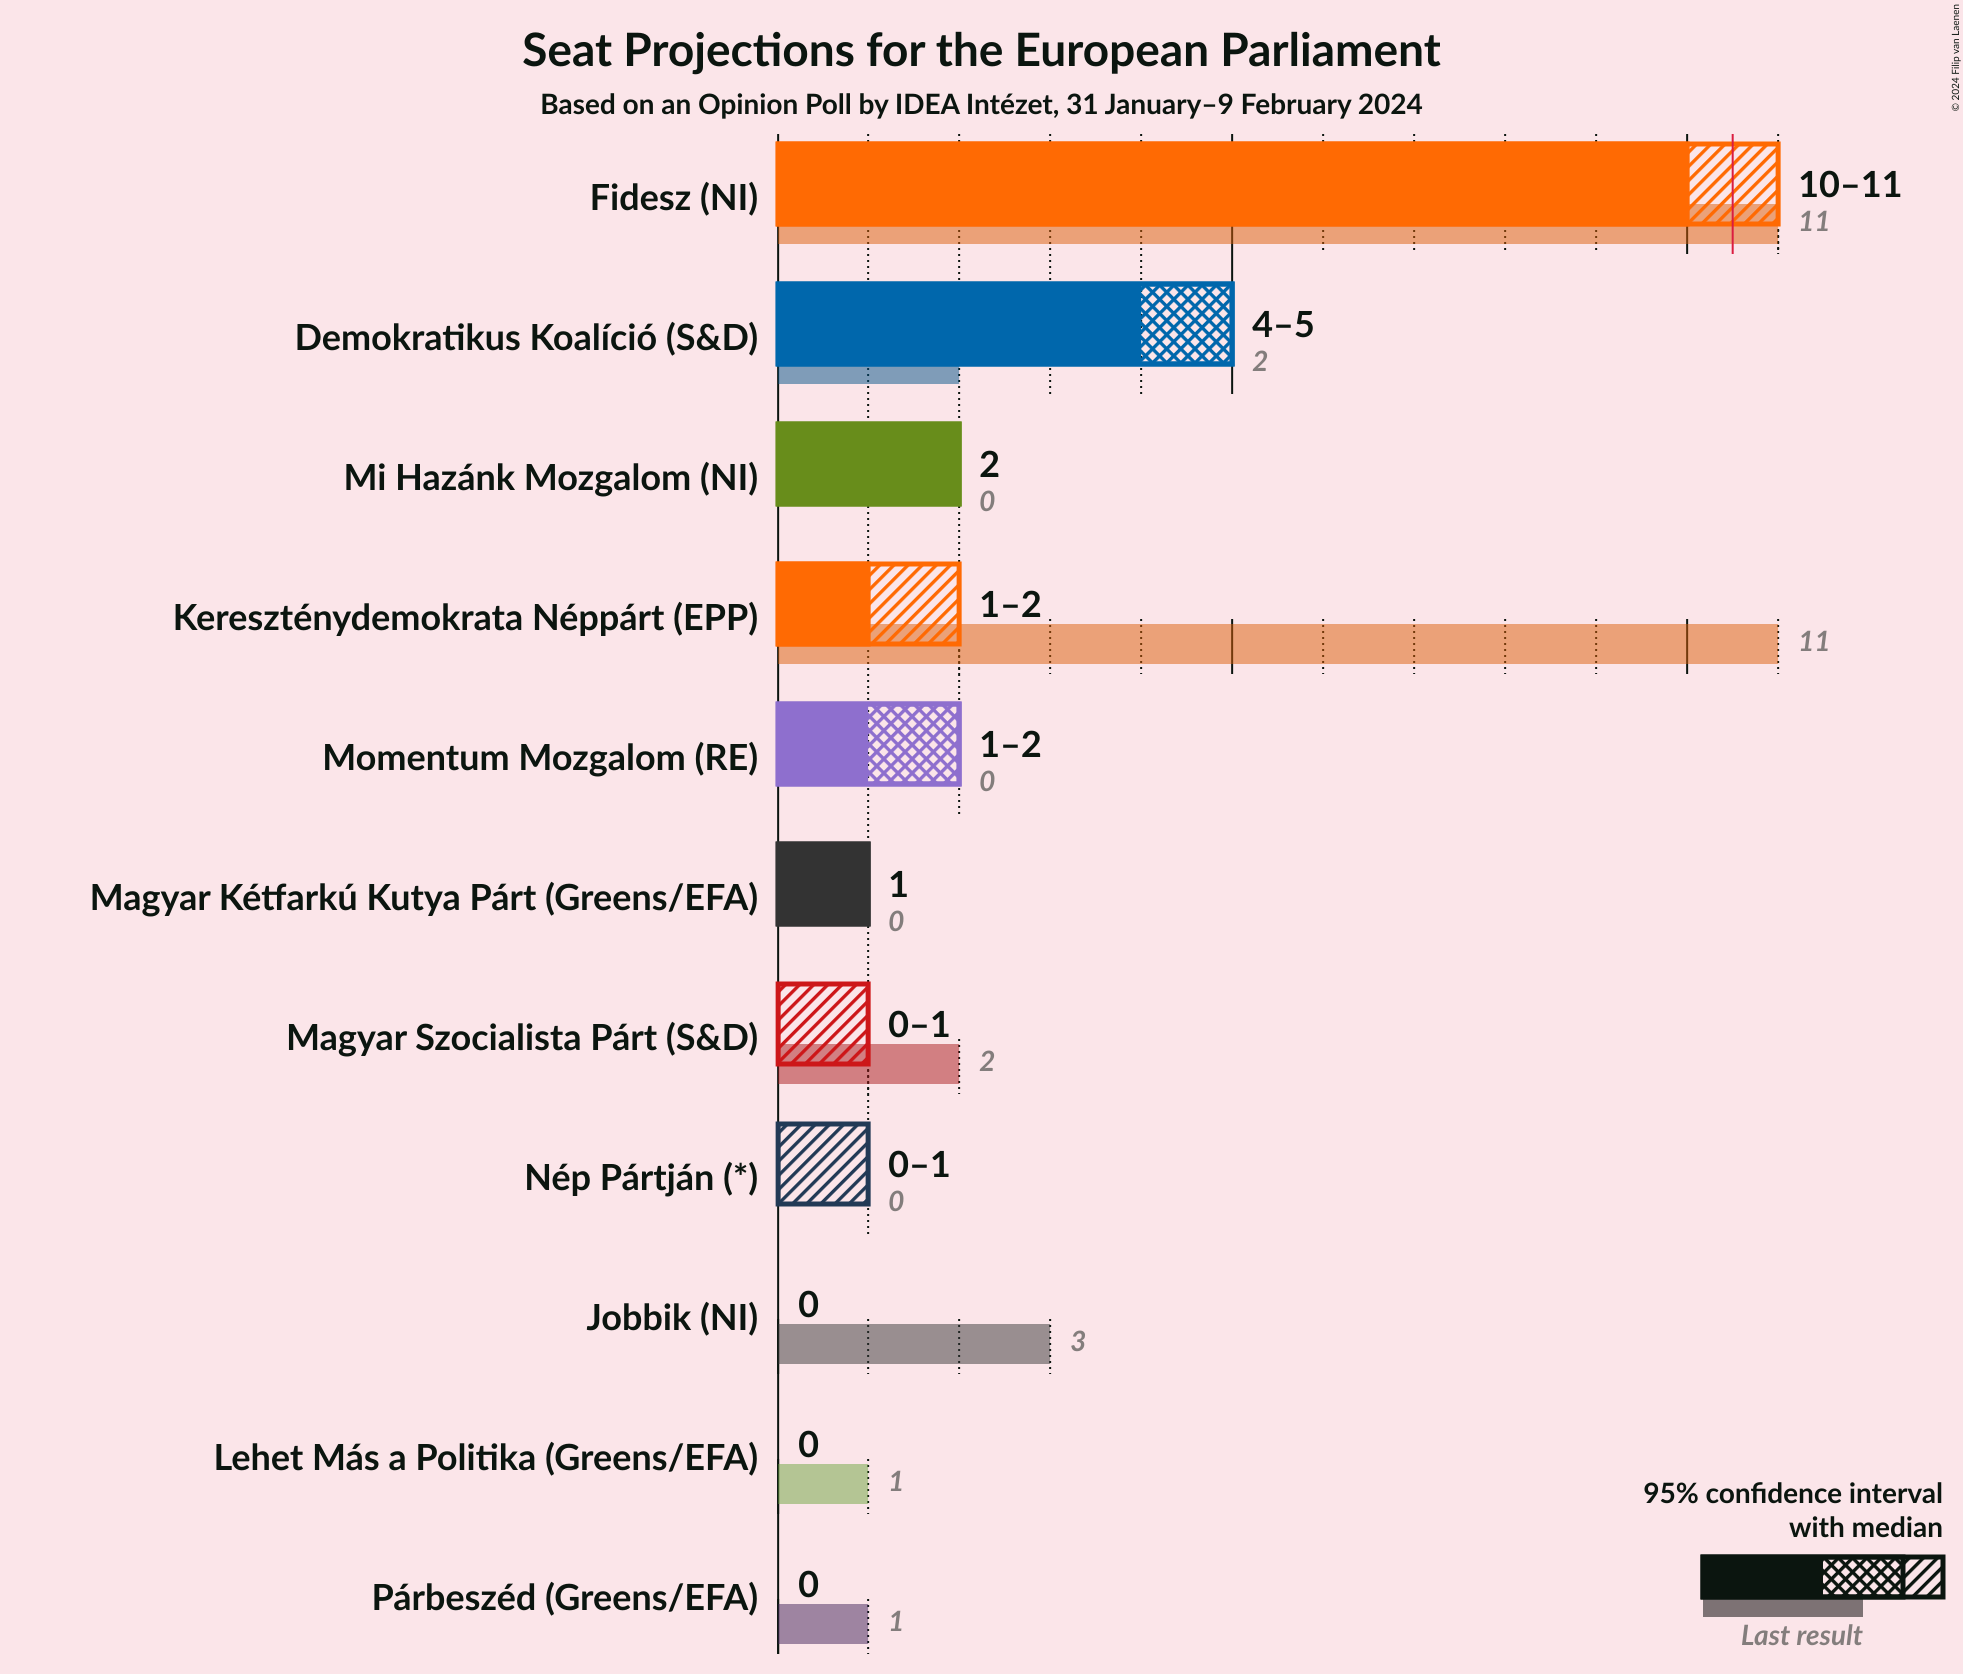 Seat Projections for the European Parliament
Based on an Opinion Poll by IDEA Intézet, 31 January–9 February 2024
© 2024 Filip van Laenen
Fidesz (NI)
10–11
11
Demokratikus Koalíció (S&D)
4–5
2
Mi Hazánk Mozgalom (NI)
2
0
Kereszténydemokrata Néppárt (EPP)
1–2
11
Momentum Mozgalom (RE)
1–2
0
Magyar Kétfarkú Kutya Párt (Greens/EFA)
1
0
Magyar Szocialista Párt (S&D)
0–1
2
Nép Pártján (*)
0–1
0
Jobbik (NI)
0
3
Lehet Más a Politika (Greens/EFA)
0
1
Párbeszéd (Greens/EFA)
0
1
95% confidence interval
with median
Last result